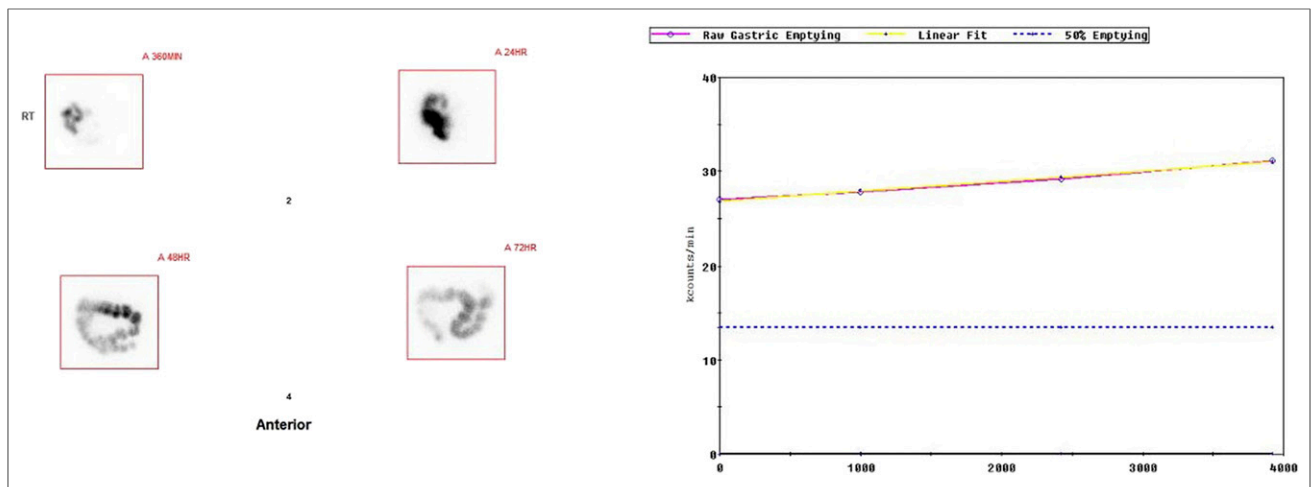 A 360MIN
A 24HR
RT
2
A 48HR
A 72HR
4
Anterior
Raw Gastric Emptying Linear Fit 50% Emptying
40
30
20
10
0
kcounts/min
0 1000 2000 3000 4000